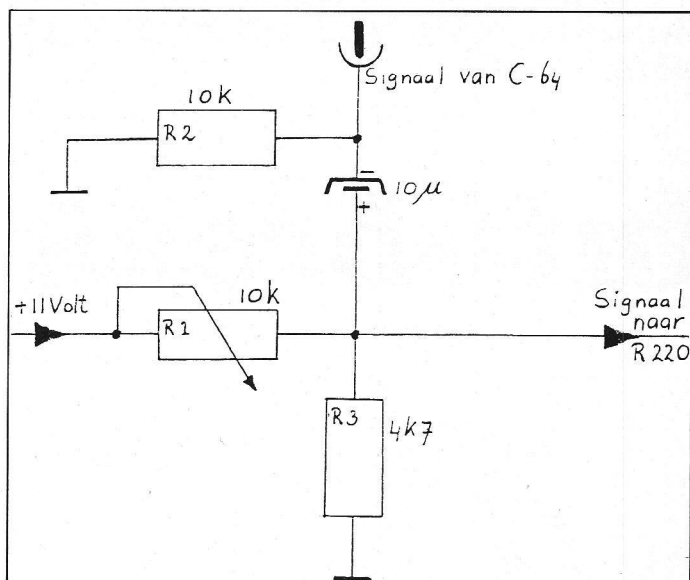 Signaal van C-64
10k
R2
-
10µ
+
+11Volt
10k
R1
Signaal
naar
R220
R3
4k7